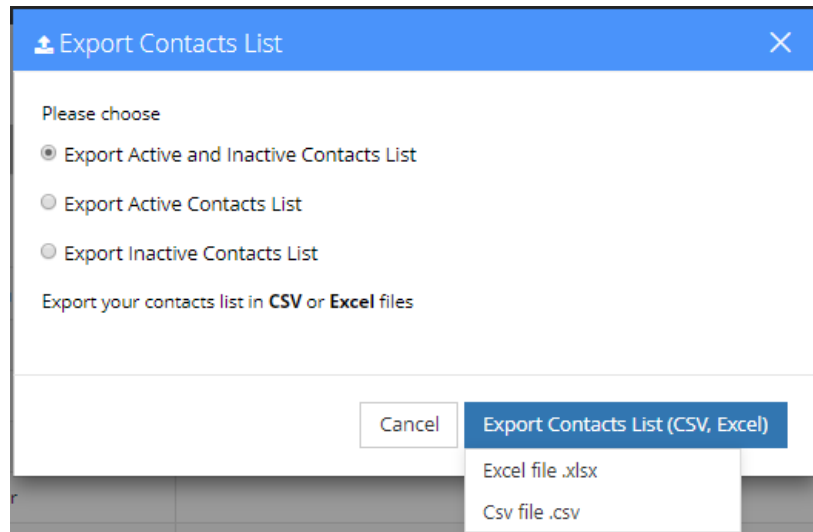 Export Contacts List
Please choose
Export Active and Inactive Contacts List
Export Active Contacts List
Export Inactive Contacts List
Export your contacts list in CSV or Excel files
Cancel
Export Contacts List (CSV, Excel)
Excel file .xlsx
Csv file .csv
r